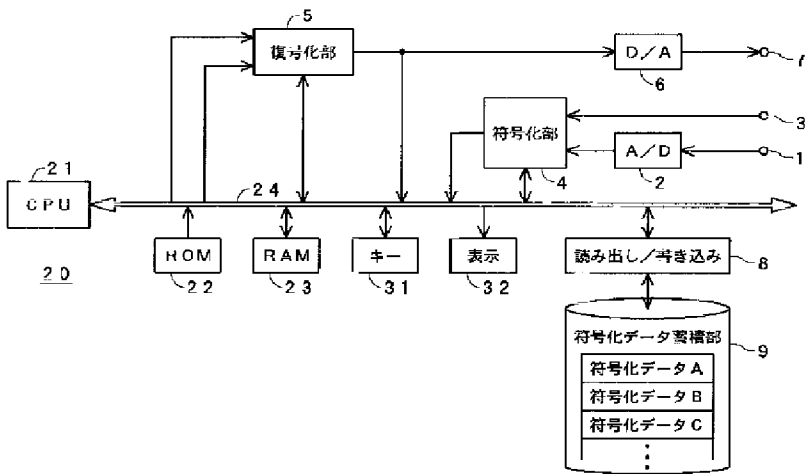 5
復号化部
D/A
6
7
符号化部
4
3
A/D
2
1
21
CPU
24
20
ROM
22
RAM
23
キー
31
表示
32
読み出し/書き込み
8
符号化データ蓄積部
9
符号化データA
符号化データB
符号化データC